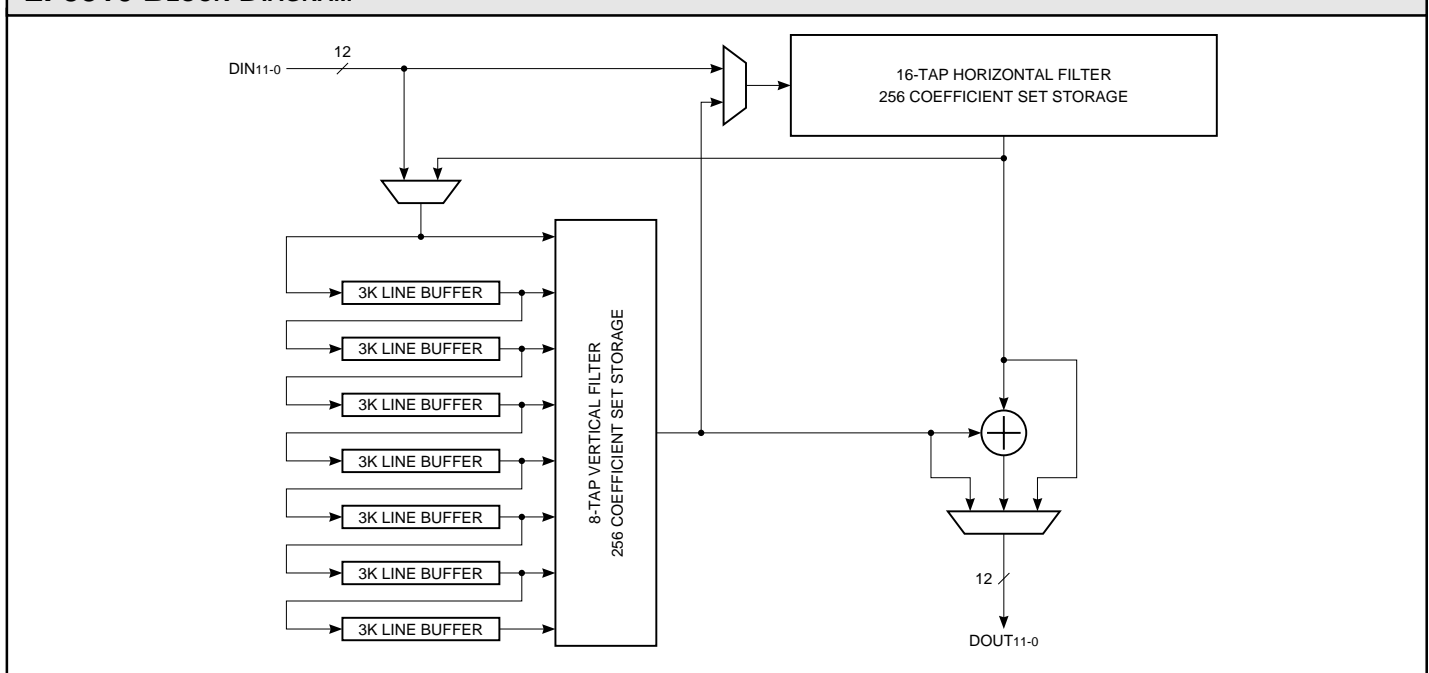 BLOCK DIAGRAM
12
DIN11-0
16-TAP HORIZONTAL FILTER
256 COEFFICIENT SET STORAGE
3K LINE BUFFER
3K LINE BUFFER
3K LINE BUFFER
3K LINE BUFFER
3K LINE BUFFER
3K LINE BUFFER
3K LINE BUFFER
8-TAP VERTICAL FILTER
256 COEFFICIENT SET STORAGE
12
DOUT11-0